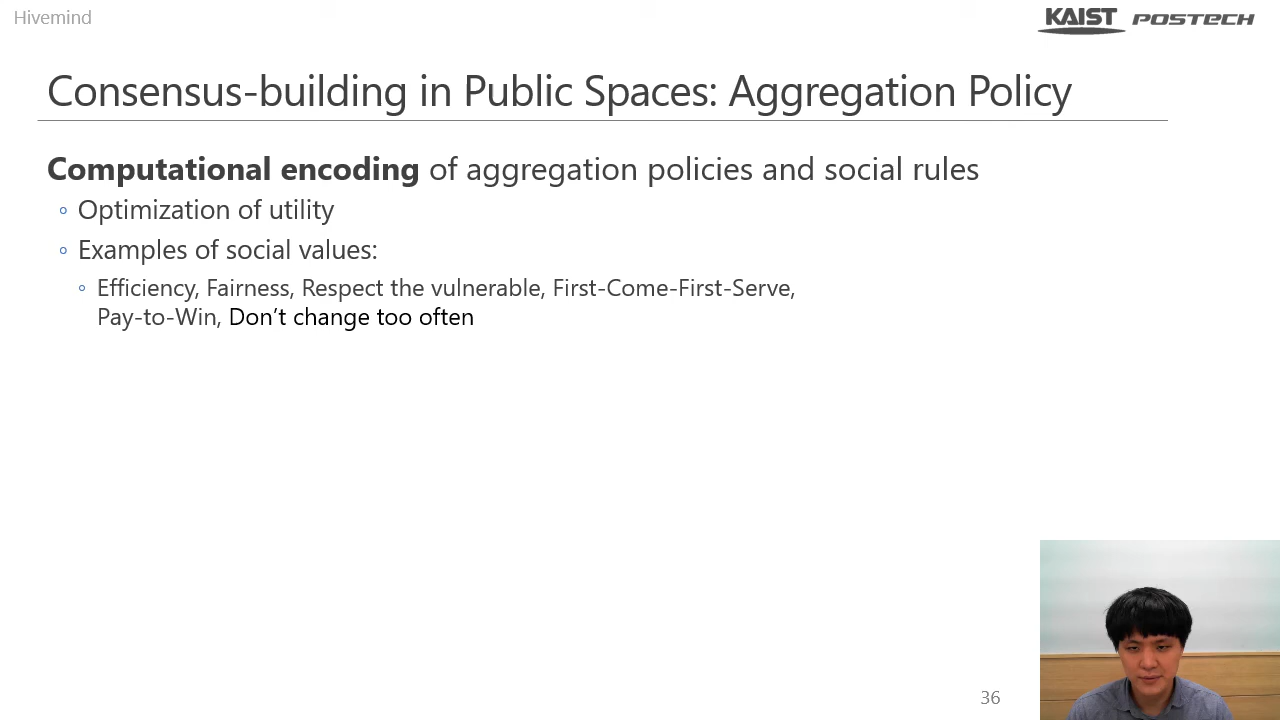 Hivemind
KAIST POSTECH
Consensus-building in Public Spaces: Aggregation Policy
Computational encoding of aggregation policies and social rules
Optimization of utility
Examples of social values:
Efficiency, Fairness, Respect the vulnerable, First-Come-First-Serve,
Pay-to-Win, Don’t change too often
36